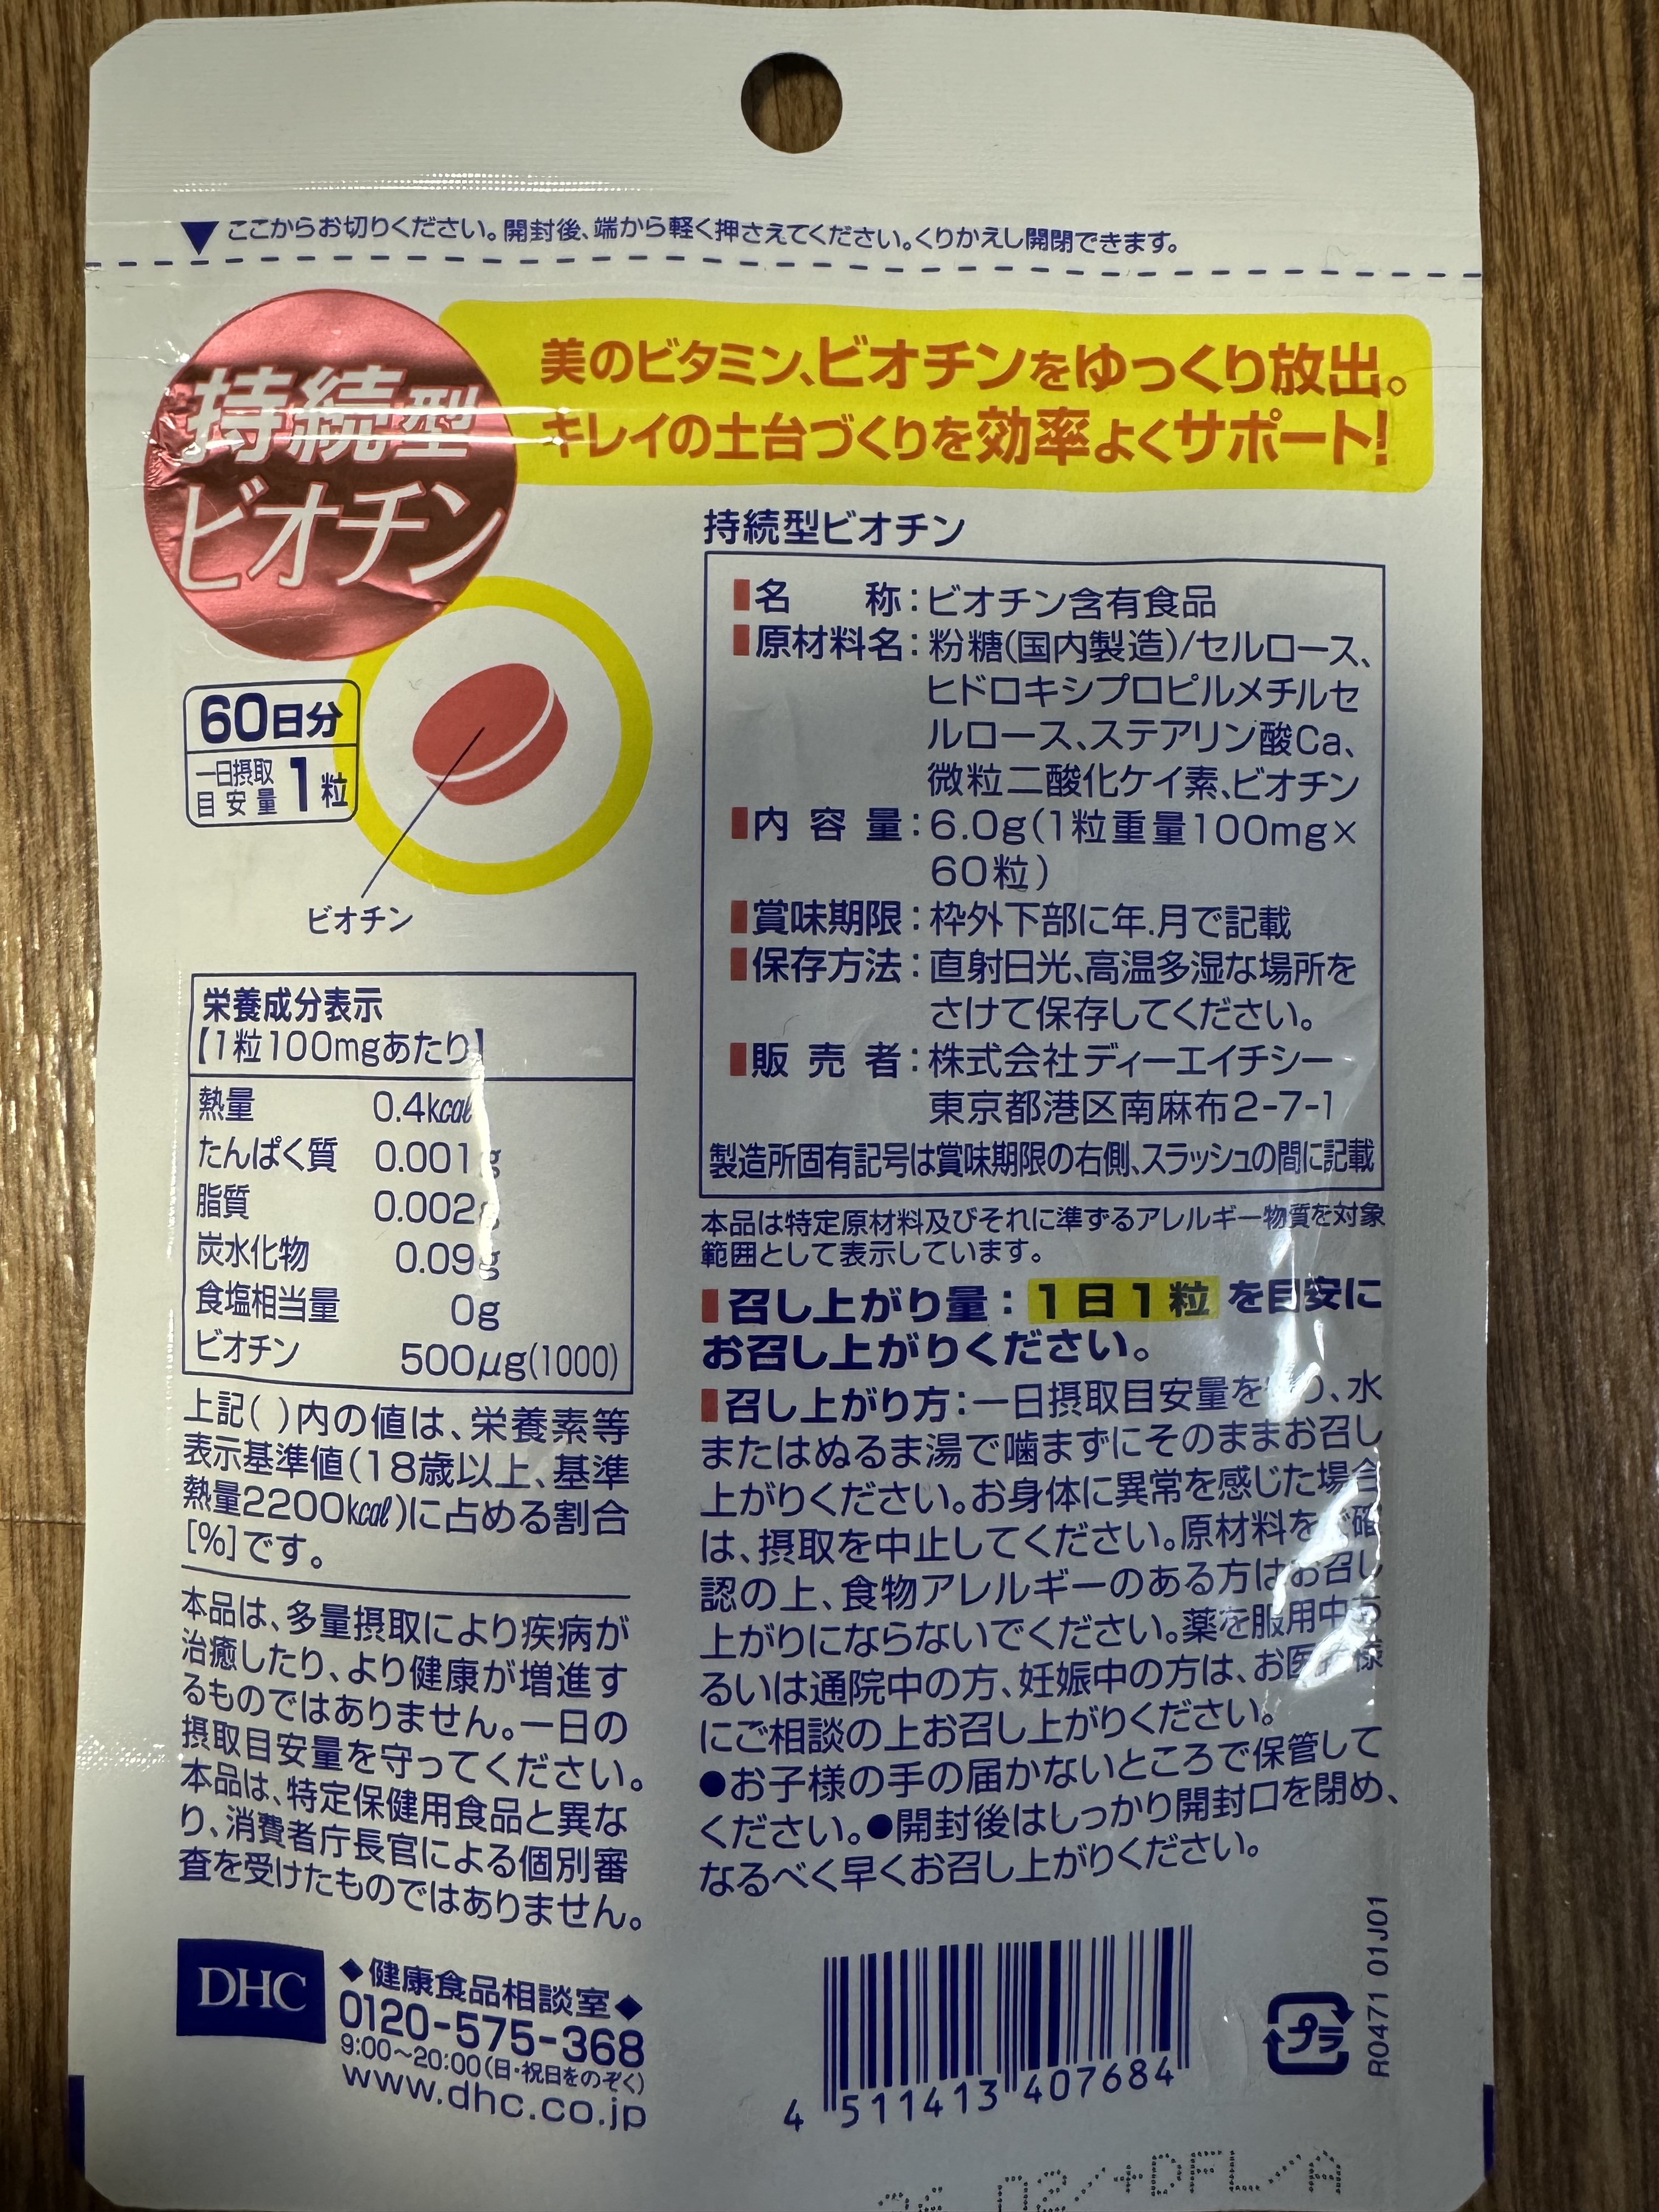 ▼ここからお切りください。開封後、端から軽く押さえてください。くりかえし開閉できます。
持続型
ビオチン
美のビタミン、ビオチンをゆっくり放出。
キレイの土台づくりを効率よくサポート!
60日分
一日摂取
目安量 1粒
ビオチン
栄養成分表示
【1粒100mgあたり】
熱量 0.4kcal
たんぱく質 0.001g
脂質 0.002g
炭水化物 0.09g
食塩相当量 0g
ビオチン 500μg(1000)
上記( )内の値は、栄養素等
表示基準値(18歳以上、基準
熱量2200kcal)に占める割合
[%]です。
本品は、多量摂取により疾病が
治癒したり、より健康が増進す
るものではありません。一日の
摂取目安量を守ってください。
本品は、特定保健用食品と異な
り、消費者庁長官による個別審
査を受けたものではありません。
DHC
◆健康食品相談室◆
0120-575-368
9:00~20:00(日・祝日をのぞく)
www.dhc.co.jp
持続型ビオチン
名称:ビオチン含有食品
原材料名:粉糖(国内製造)/セルロース、
ヒドロキシプロピルメチルセ
ルロース、ステアリン酸Ca、
微粒二酸化ケイ素、ビオチン
内容量:6.0g(1粒重量100mg×
60粒)
賞味期限:枠外下部に年.月で記載
保存方法:直射日光、高温多湿な場所を
さけて保存してください。
販売者:株式会社ディーエイチシー
東京都港区南麻布2-7-1
製造所固有記号は賞味期限の右側、スラッシュの間に記載
本品は特定原材料及びそれに準ずるアレルギー物質を対象
範囲として表示しています。
召し上がり量:1日1粒を目安に
お召し上がりください。
召し上がり方:一日摂取目安量を り、水
またはぬるま湯で噛まずにそのままお召し
上がりください。お身体に異常を感じた場合
は、摂取を中止してください。原材料をご確
認の上、食物アレルギーのある方はお召し
上がりにならないでください。薬を服用中あ
るいは通院中の方、妊娠中の方は、お医者様
にご相談の上お召し上がりください。
●お子様の手の届かないところで保管して
ください。●開封後はしっかり開封口を閉め、
なるべく早くお召し上がりください。
4 511413 407684
プラ
R0471 01J01